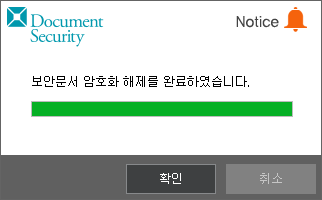 Document
Security
Notice
보안문서 암호화 해제를 완료하였습니다.
확인
취소